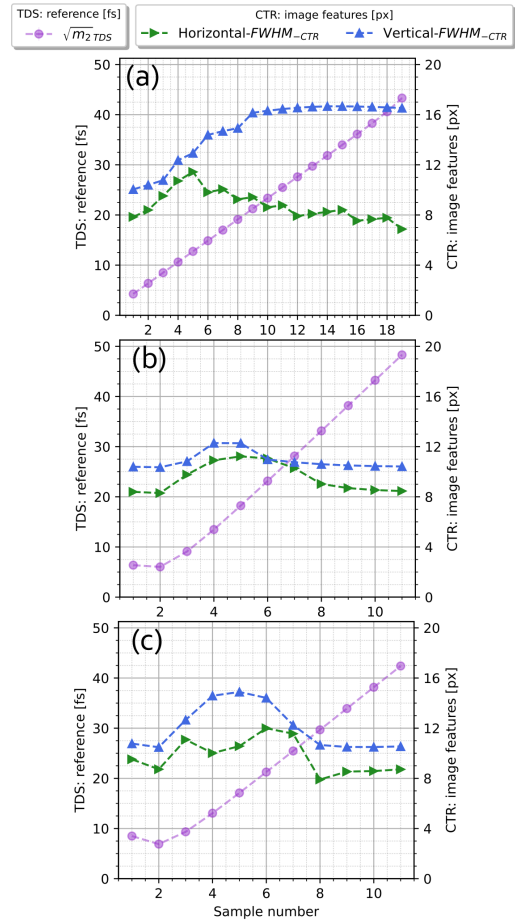 TDS: reference [fs]
√m₂ TDS
CTR: image features [px]
Horizontal-FWHM−CTR
Vertical-FWHM−CTR
(a)
TDS: reference [fs]
CTR: image features [px]
50
40
30
20
10
0
20
16
12
8
4
0
2 4 6 8 10 12 14 16 18
(b)
TDS: reference [fs]
CTR: image features [px]
50
40
30
20
10
0
20
16
12
8
4
0
2 4 6 8 10
(c)
TDS: reference [fs]
CTR: image features [px]
50
40
30
20
10
0
20
16
12
8
4
0
2 4 6 8 10
Sample number